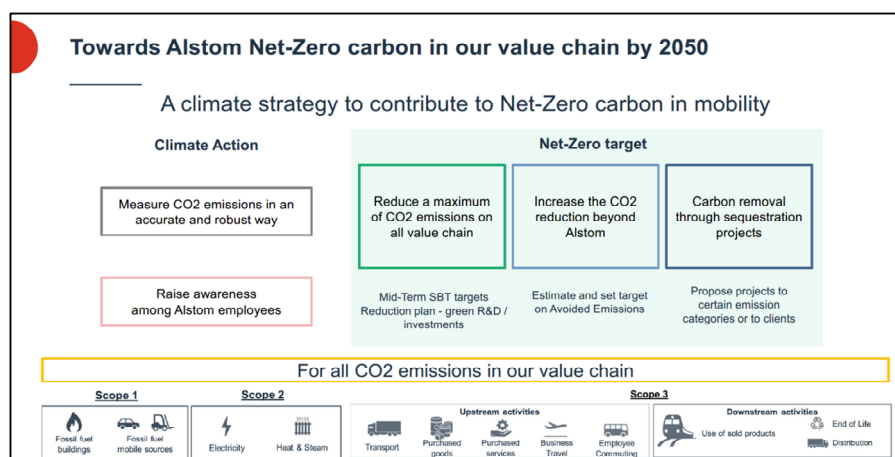 Towards Alstom Net-Zero carbon in our value chain by 2050
A climate strategy to contribute to Net-Zero carbon in mobility
Climate Action
Net-Zero target
Measure CO2 emissions in an
accurate and robust way
Reduce a maximum
of CO2 emissions on
all value chain
Increase the CO2
reduction beyond
Alstom
Carbon removal
through sequestration
projects
Raise awareness
among Alstom employees
Mid-Term SBT targets
Reduction plan - green R&D /
investments
Estimate and set target
on Avoided Emissions
Propose projects to
certain emission
categories or to clients
For all CO2 emissions in our value chain
Scope 1
Scope 2
Scope 3
Fossil fuel
buildings
Fossil fuel
mobile sources
Electricity
Heat & Steam
Upstream activities
Transport
Purchased
goods
Purchased
services
Business
Travel
Employee
Commuting
Downstream activities
Use of sold products
End of Life
Distribution